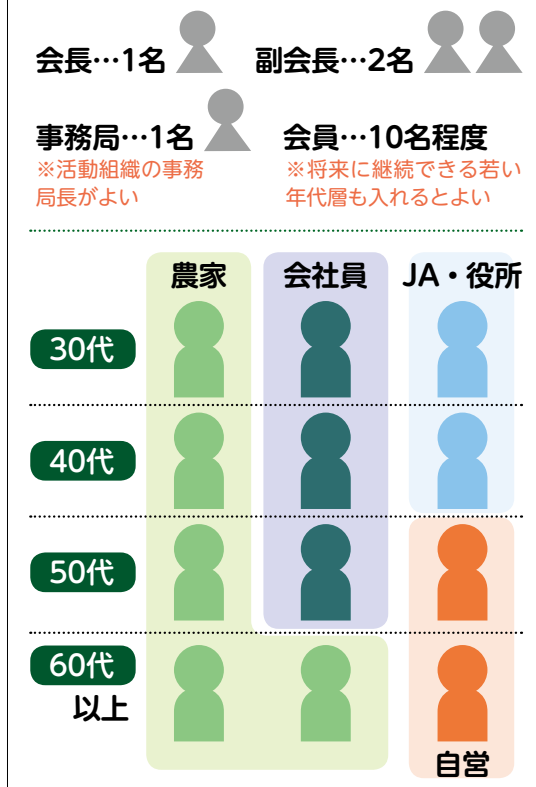 会長…1名
副会長…2名
事務局…1名
※活動組織の事務
局長がよい
会員…10名程度
※将来に継続できる若い
年代層も入れるとよい
農家
会社員
JA・役所
30代
40代
50代
60代
以上
自営